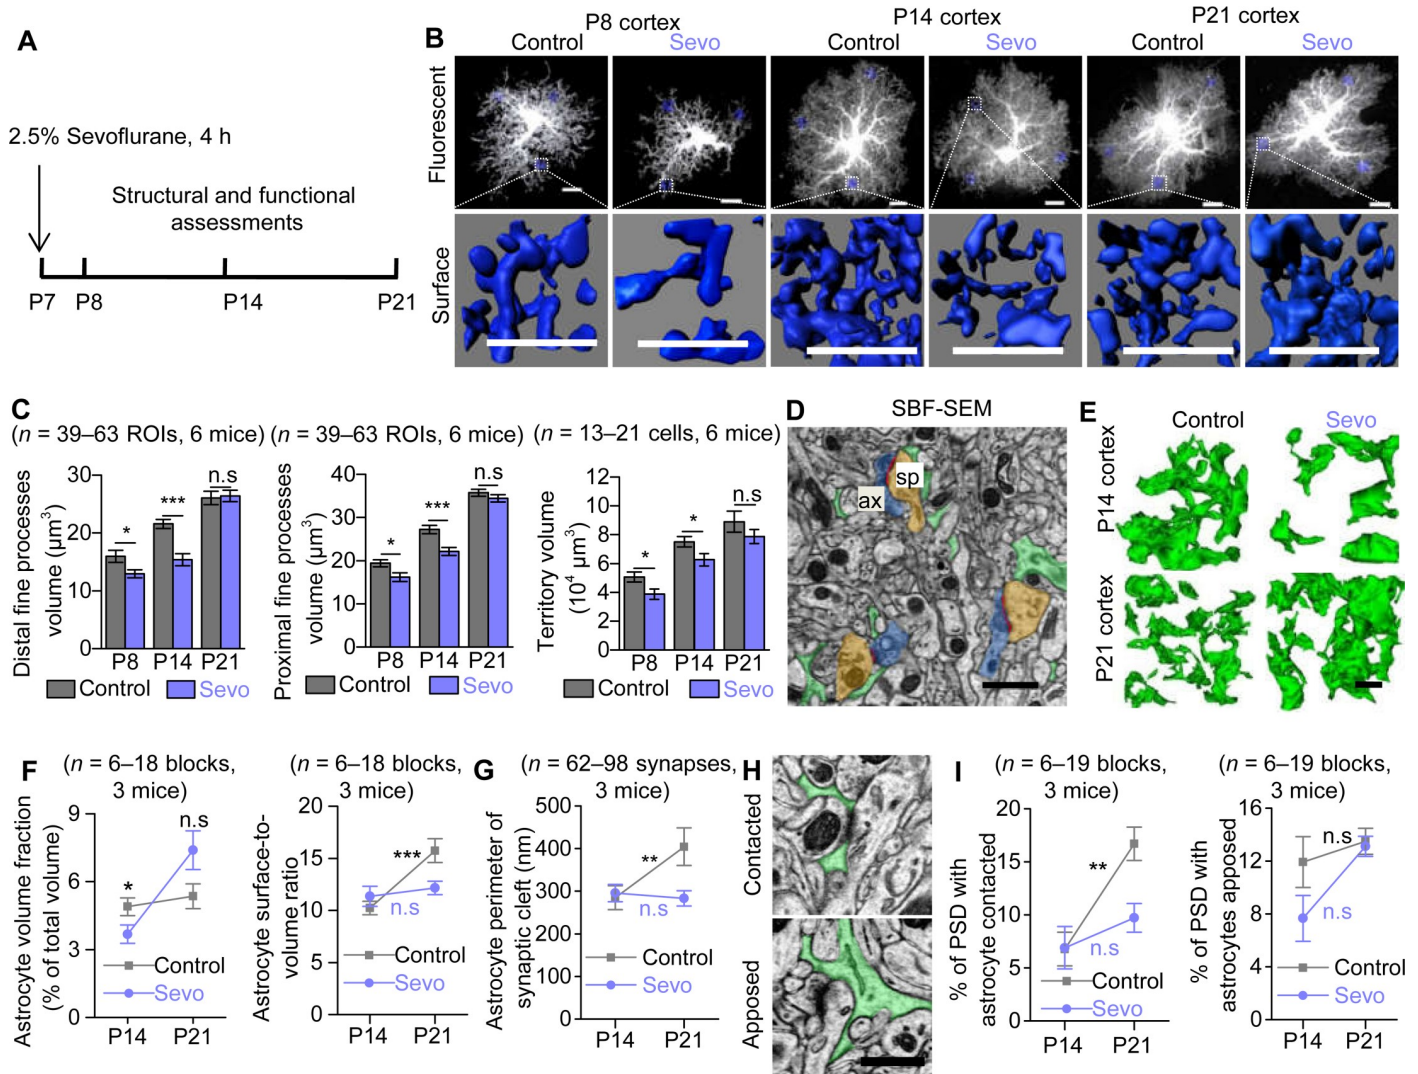 A
2.5% Sevoflurane, 4 h
Structural and functional
assessments
P7 P8 P14 P21
B
P8 cortex P14 cortex P21 cortex
Control Sevo Control Sevo Control Sevo
Fluorescent
Surface
C
(n = 39–63 ROIs, 6 mice)
Distal fine processes
volume (µm³)
30
20
10
0
* *** n.s
P8 P14 P21
Control Sevo
(n = 39–63 ROIs, 6 mice)
Proximal fine processes
volume (µm³)
40
30
20
10
0
* *** n.s
P8 P14 P21
Control Sevo
(n = 13–21 cells, 6 mice)
Territory volume
(10⁴ µm³)
12
10
8
6
4
2
0
* * n.s
P8 P14 P21
Control Sevo
D
SBF-SEM
sp
ax
E
Control Sevo
P14 cortex
P21 cortex
F
(n = 6–18 blocks,
3 mice)
Astrocyte volume fraction
(% of total volume)
9
6
3
0
n.s
*
Control
Sevo
P14 P21
(n = 6–18 blocks,
3 mice)
Astrocyte surface-to-
volume ratio
20
15
10
5
0
***
n.s
Control
Sevo
P14 P21
G
(n = 62–98 synapses,
3 mice)
Astrocyte perimeter of
synaptic cleft (nm)
500
400
300
200
100
0
**
n.s
Control
Sevo
P14 P21
H
Contacted
Apposed
I
(n = 6–19 blocks,
3 mice)
% of PSD with
astrocyte contacted
20
15
10
5
0
**
n.s
Control
Sevo
P14 P21
(n = 6–19 blocks,
3 mice)
% of PSD with
astrocytes apposed
16
12
8
4
0
n.s
n.s
Control
Sevo
P14 P21